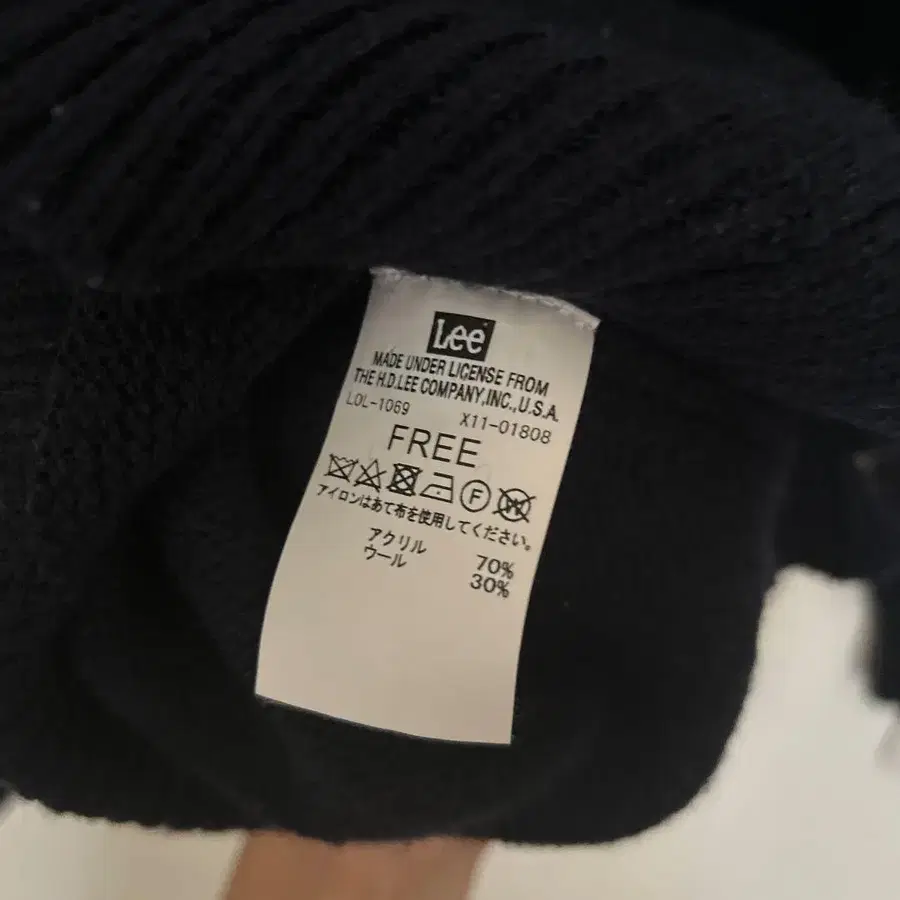 Lee
MADE UNDER LICENSE FROM
THE H.D.LEE COMPANY,INC.,U.S.A.
LOL-1069 X11-01808
FREE
F W
アイロンはあて布を使用してください。
アクリル 70%
ウール 30%